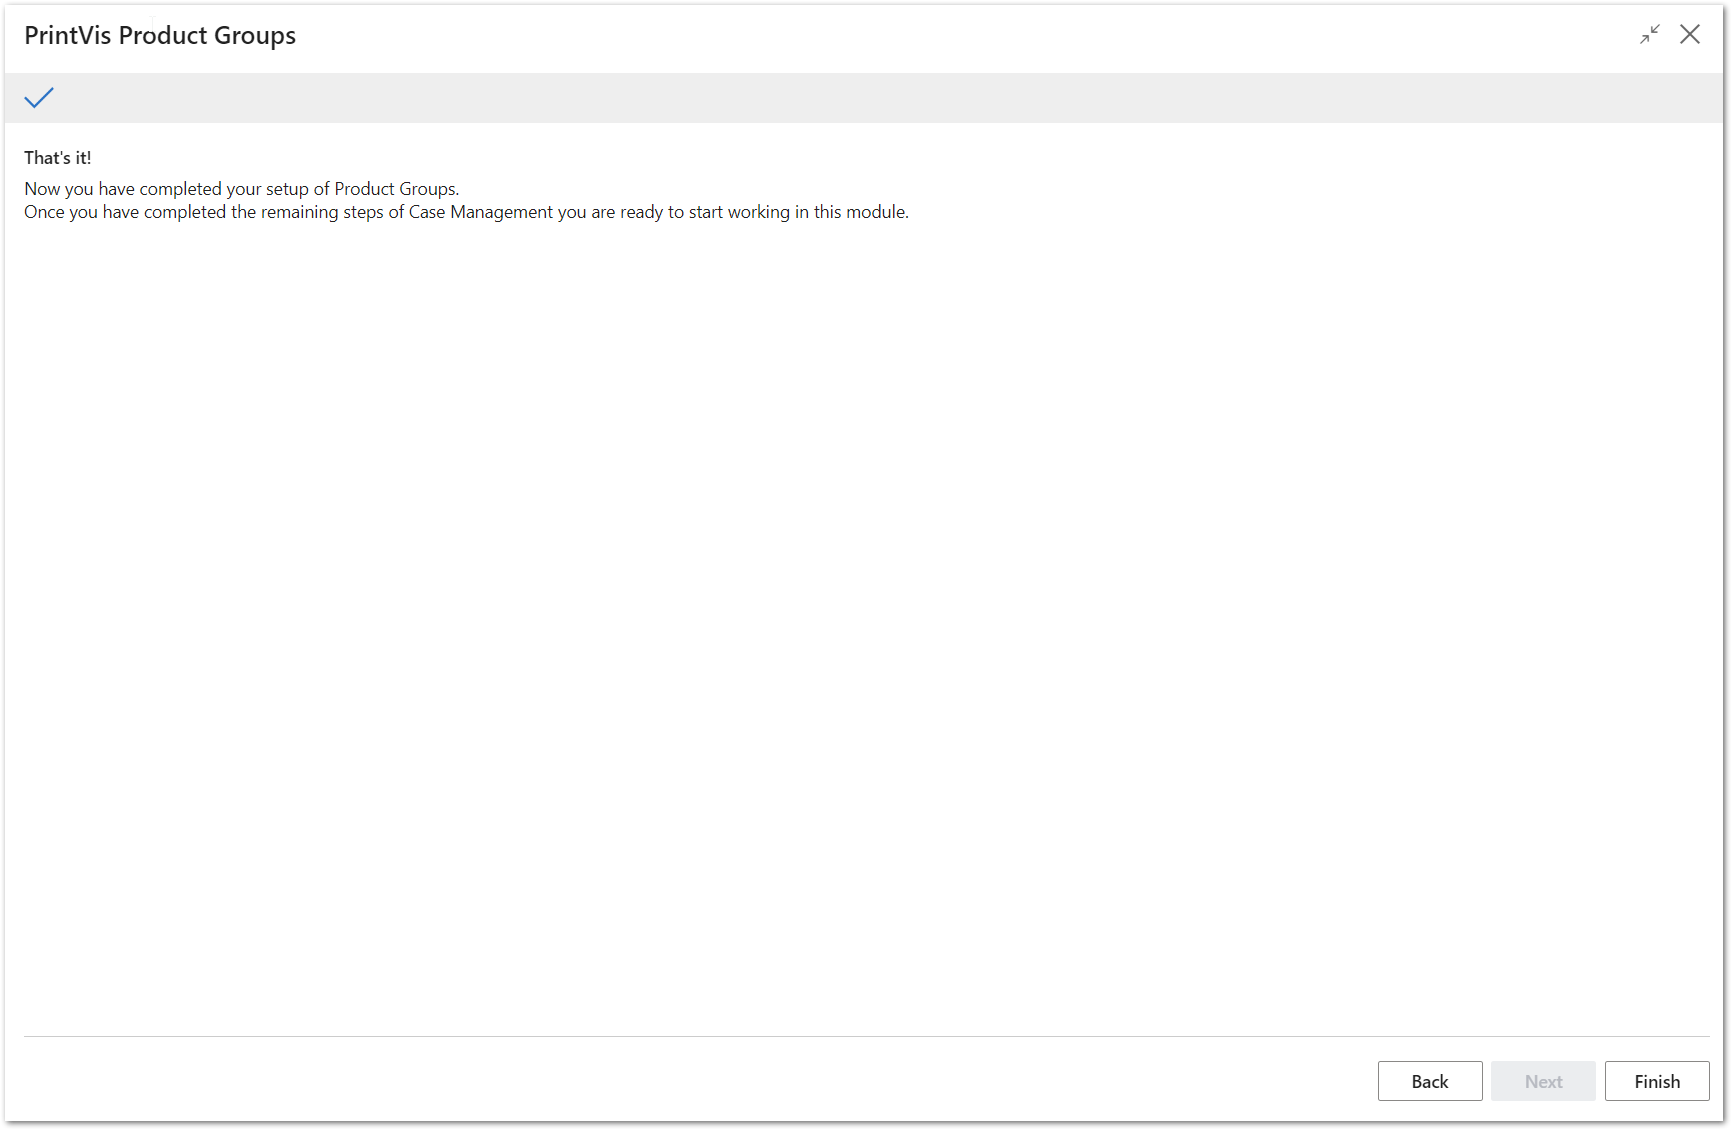 PrintVis Product Groups
That's it!
Now you have completed your setup of Product Groups.
Once you have completed the remaining steps of Case Management you are ready to start working in this module.
Back
Next
Finish